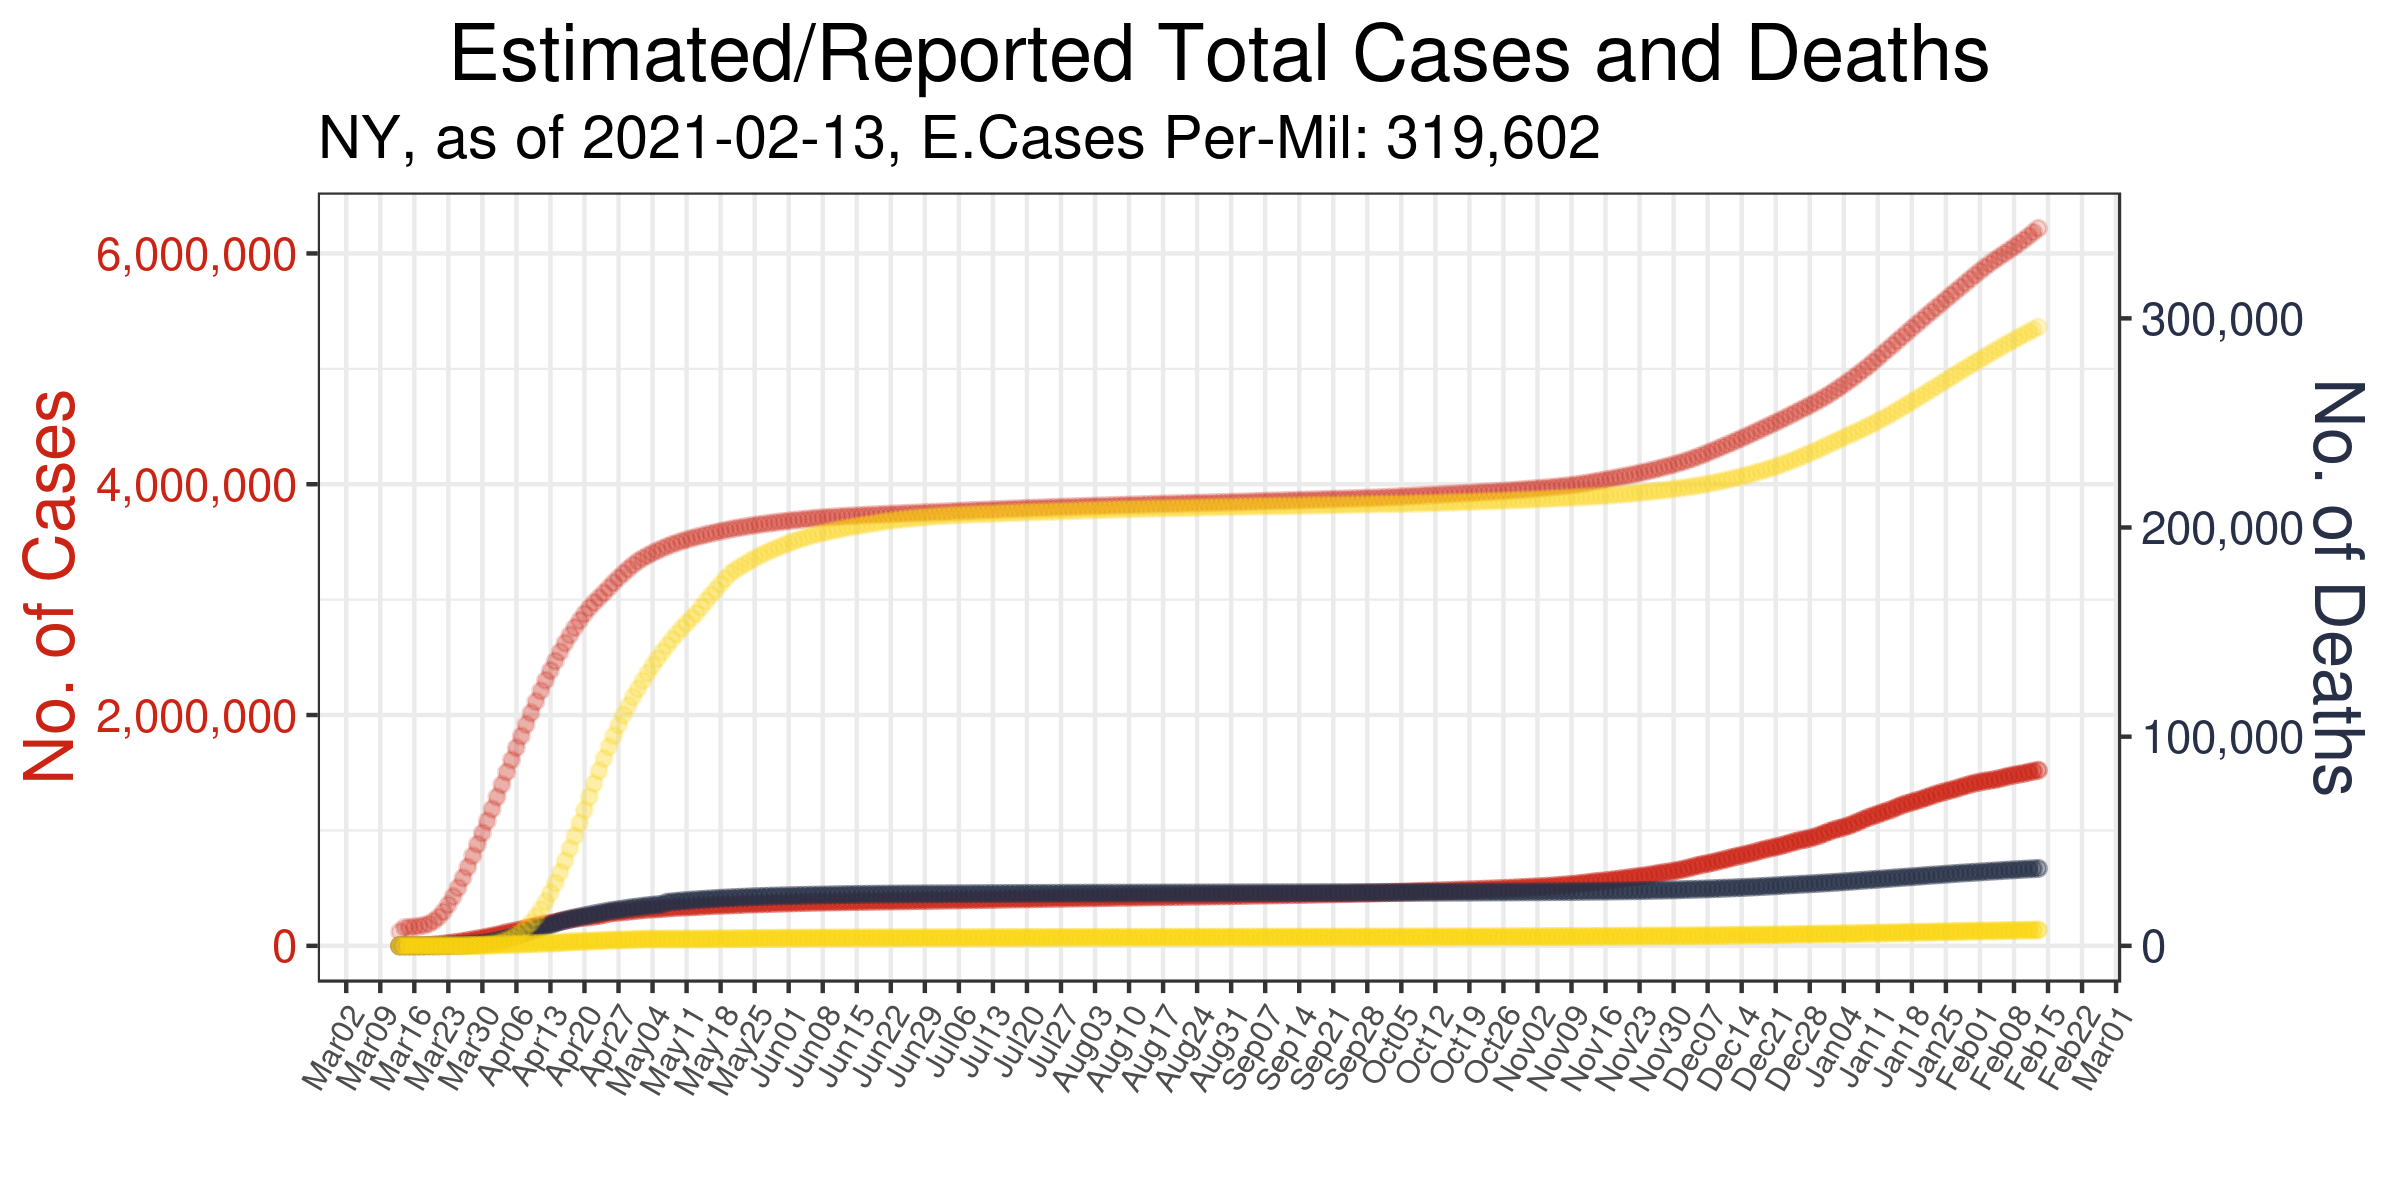 Estimated/Reported Total Cases and Deaths
NY, as of 2021-02-13, E.Cases Per-Mil: 319,602
No. of Cases
6,000,000
4,000,000
2,000,000
0
300,000
200,000
100,000
0
No. of Deaths
Mar02
Mar09
Mar16
Mar23
Mar30
Apr06
Apr13
Apr20
Apr27
May04
May11
May18
May25
Jun01
Jun08
Jun15
Jun22
Jun29
Jul06
Jul13
Jul20
Jul27
Aug03
Aug10
Aug17
Aug24
Aug31
Sep07
Sep14
Sep21
Sep28
Oct05
Oct12
Oct19
Oct26
Nov02
Nov09
Nov16
Nov23
Nov30
Dec07
Dec14
Dec21
Dec28
Jan04
Jan11
Jan18
Jan25
Feb01
Feb08
Feb15
Feb22
Mar01